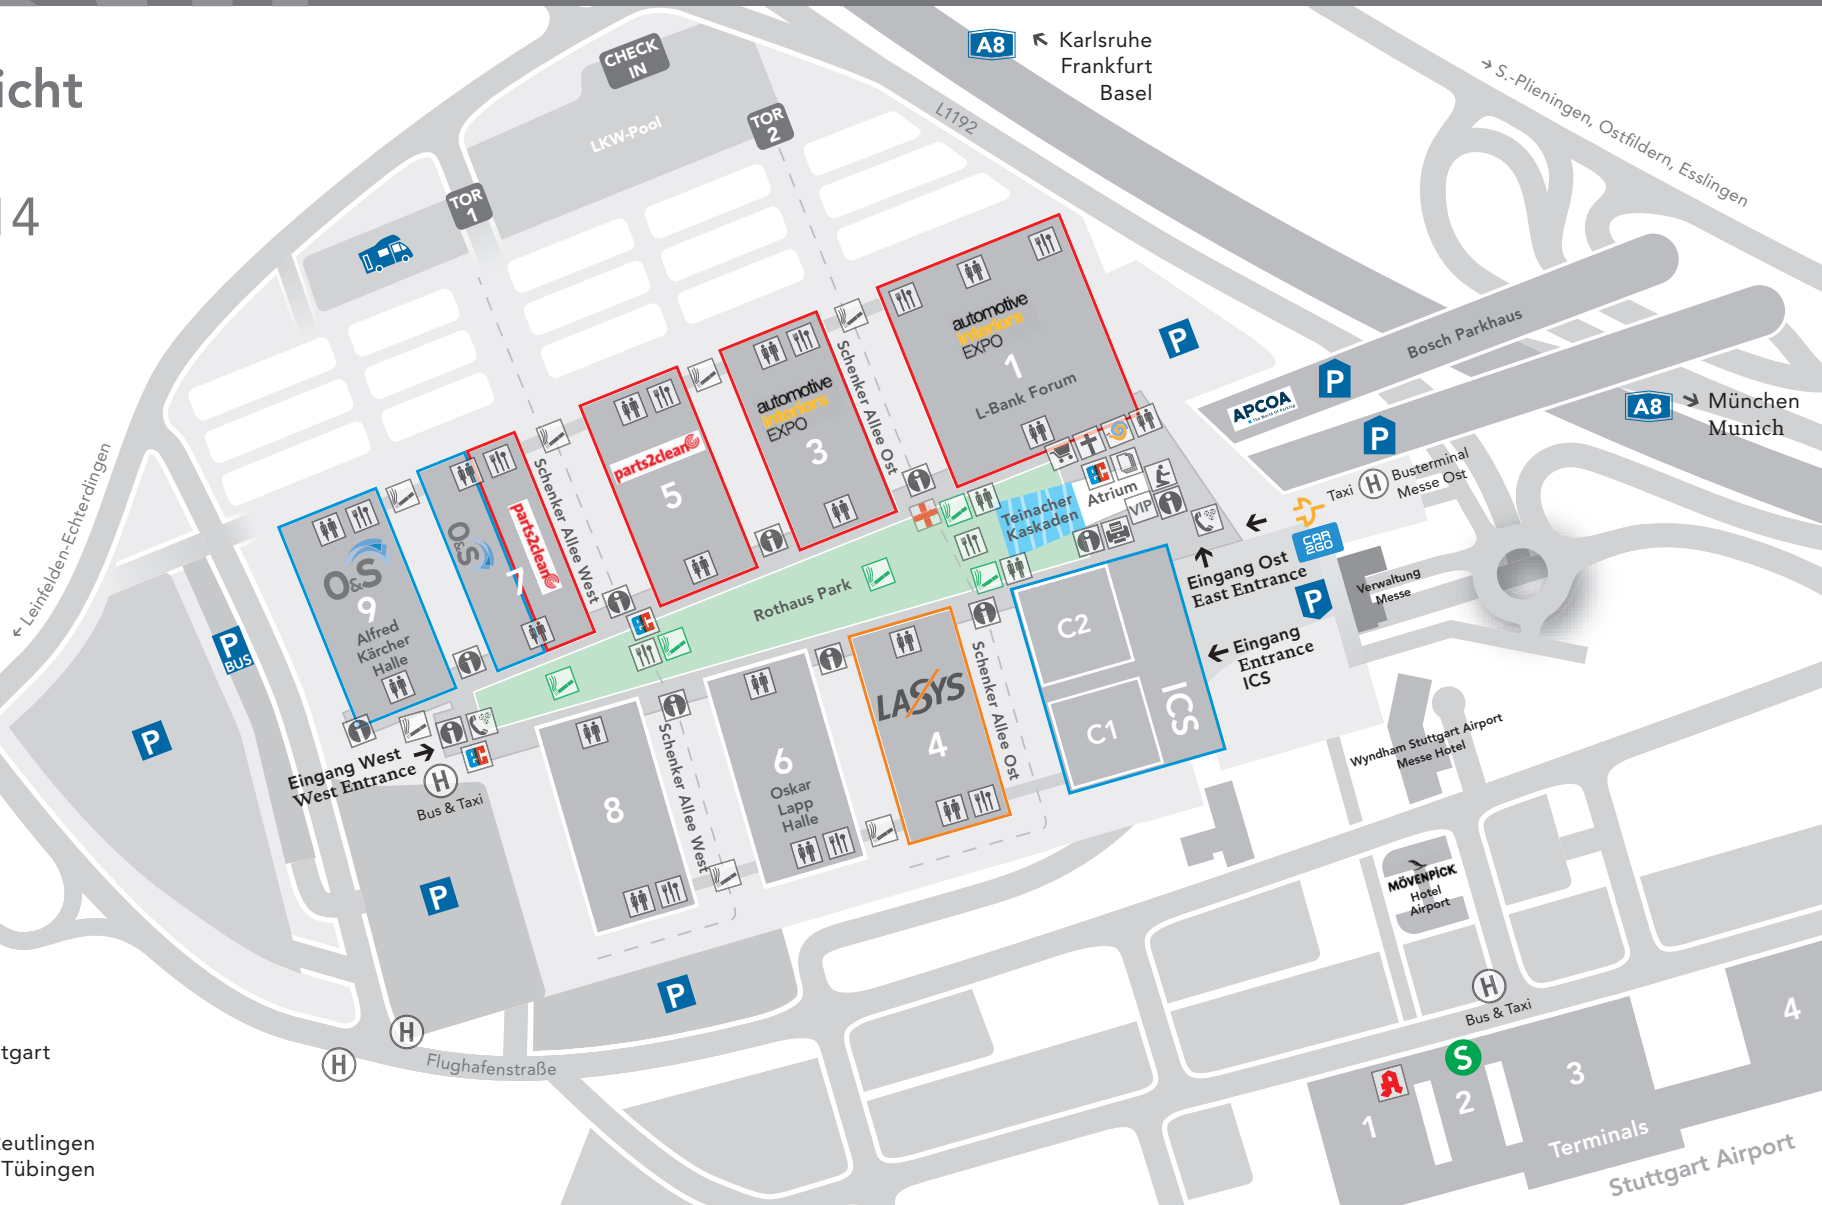 icht
14
CHECK
IN
LKW-Pool
TOR
1
TOR
2
A8
Karlsruhe
Frankfurt
Basel
L1192
S.-Plieningen, Ostfildern, Esslingen
Bosch Parkhaus
APCOA
P
P
P
A8
München
Munich
Leinfelden-Echterdingen
automotive
interiors
EXPO
1
L-Bank Forum
automotive
interiors
EXPO
3
Schenker Allee Ost
parts2clean
5
Schenker Allee West
parts2clean
O&S
7
O&S
9
Alfred
Kärcher
Halle
Rothaus Park
Teinacher
Kaskaden
Atrium
VIP
EC
EC
EC
Taxi
H
Busterminal
Messe Ost
CAR
2GO
Eingang Ost
East Entrance
P
Verwaltung
Messe
Eingang
Entrance
ICS
C2
C1
ICS
LASYS
4
Schenker Allee Ost
6
Oskar
Lapp
Halle
8
Schenker Allee West
Eingang West
West Entrance
H
Bus & Taxi
P
BUS
P
P
P
H
H
Flughafenstraße
Wyndham Stuttgart Airport
Messe Hotel
MÖVENPICK
Hotel
Airport
H
Bus & Taxi
S
A
1
2
3
4
Terminals
Stuttgart Airport
tgart
Reutlingen
Tübingen